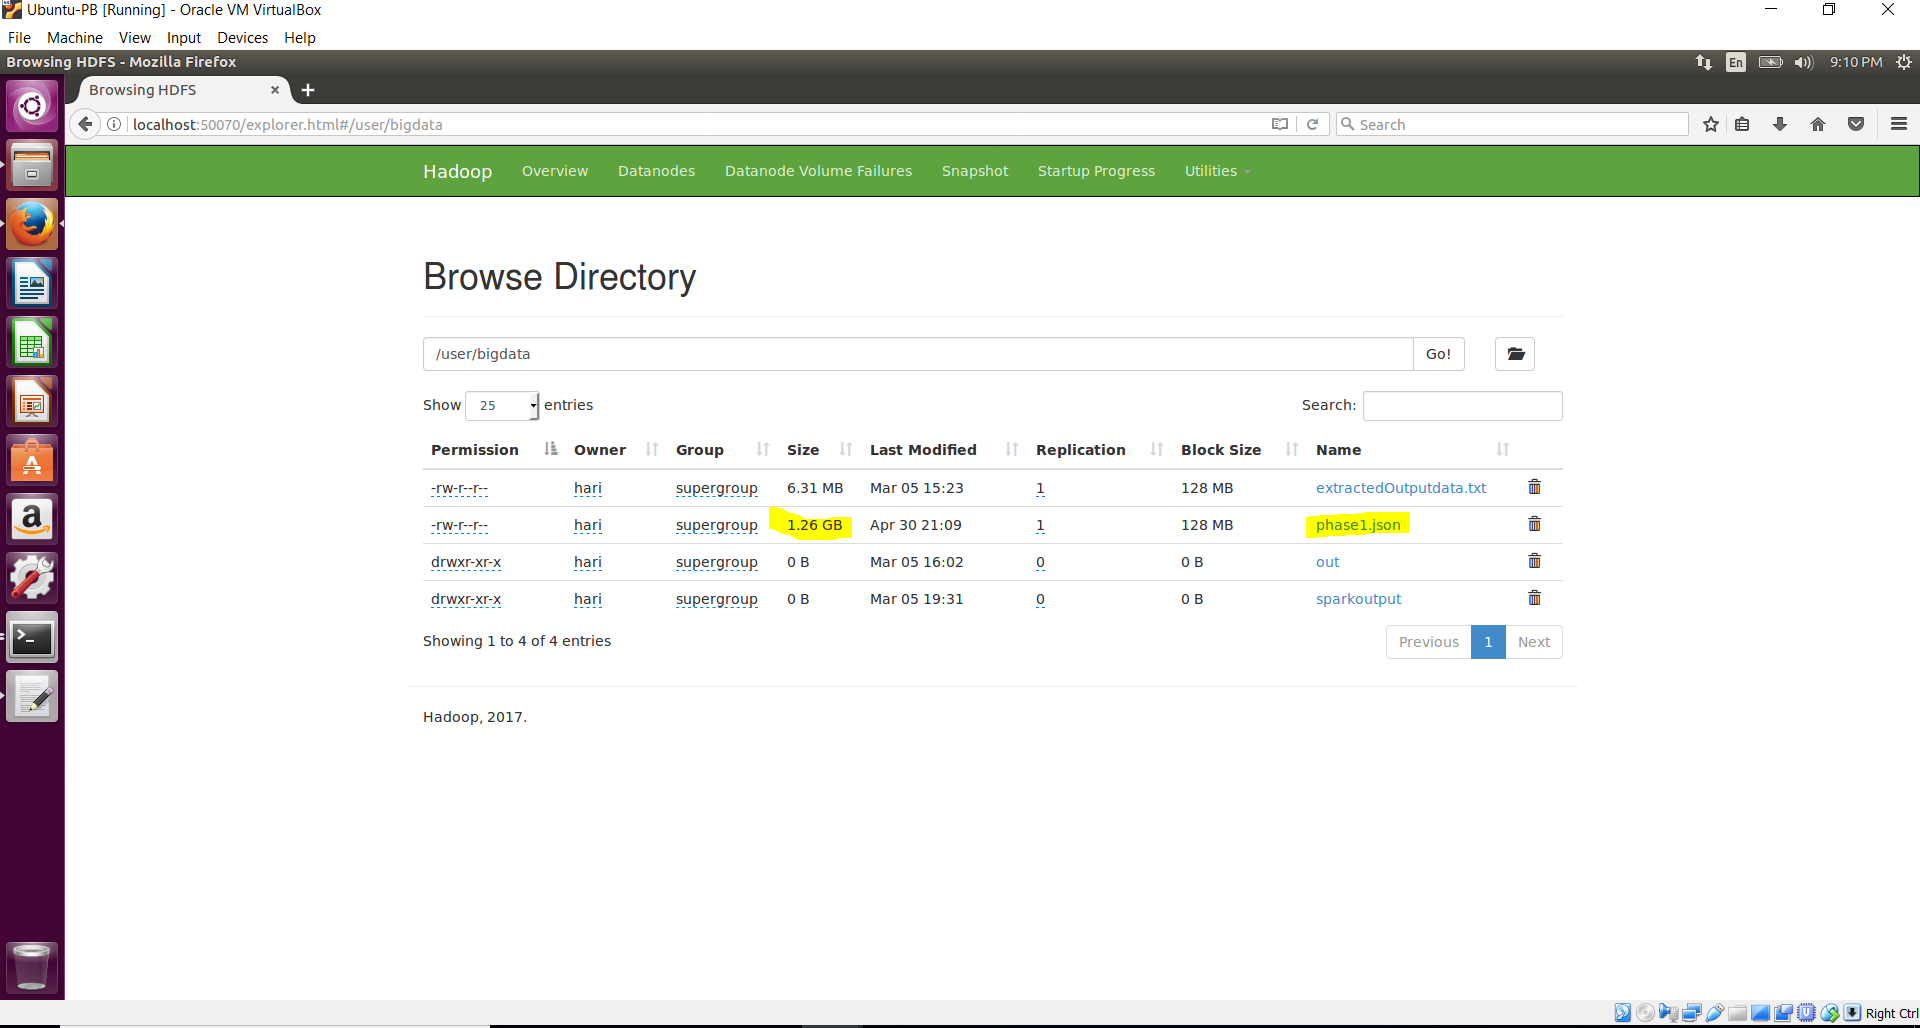 Ubuntu-PB [Running] - Oracle VM VirtualBox
File Machine View Input Devices Help
Browsing HDFS - Mozilla Firefox
En 9:10 PM
Browsing HDFS
localhost:50070/explorer.html#/user/bigdata
Search
Hadoop Overview Datanodes Datanode Volume Failures Snapshot Startup Progress Utilities
Browse Directory
/user/bigdata Go!
Show 25 entries Search:
Permission Owner Group Size Last Modified Replication Block Size Name
-rw-r--r-- hari supergroup 6.31 MB Mar 05 15:23 1 128 MB extractedOutputdata.txt
-rw-r--r-- hari supergroup 1.26 GB Apr 30 21:09 1 128 MB phase1.json
drwxr-xr-x hari supergroup 0 B Mar 05 16:02 0 0 B out
drwxr-xr-x hari supergroup 0 B Mar 05 19:31 0 0 B sparkoutput
Showing 1 to 4 of 4 entries Previous 1 Next
Hadoop, 2017.
Right Ctrl